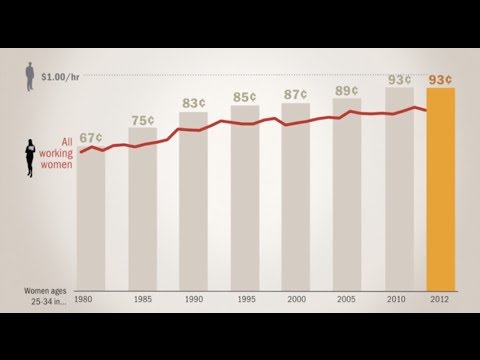 $1.00/hr
67¢
75¢
83¢
85¢
87¢
89¢
93¢
93¢
All
working
women
Women ages
25-34 in...
1980
1985
1990
1995
2000
2005
2010
2012